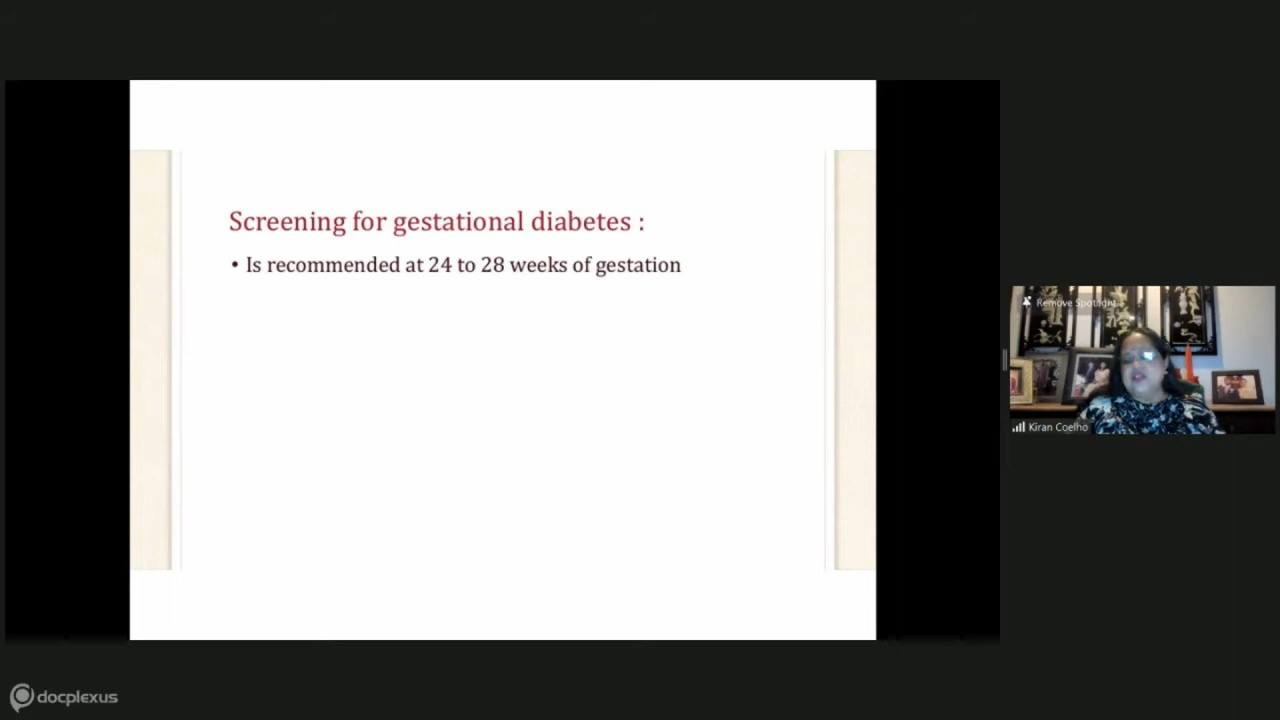 Screening for gestational diabetes :
• Is recommended at 24 to 28 weeks of gestation
Remove Spotlight
Kiran Coelho
docplexus